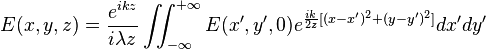 E(x, y, z) = \frac{e^{ikz}}{i\lambda z} \iint_{-\infty}^{+\infty} E(x', y', 0) e^{\frac{ik}{2z}[(x-x')^2+(y-y')^2]} dx'dy'